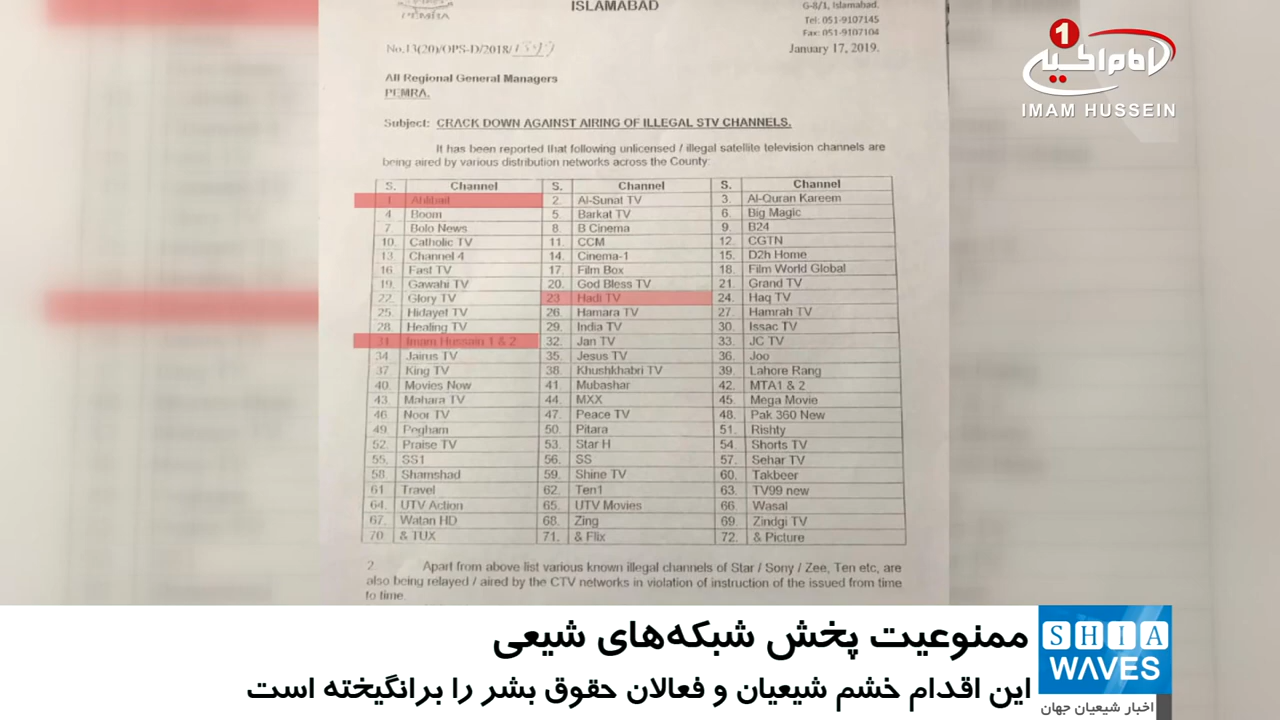 ISLAMABAD
G-8/1, Islamabad.
PEMRA
Tel: 051-9107145
Fax: 051-9107104
No.13(20)/OPS-D/2018/
January 17, 2019.
All Regional General Managers
PEMRA.
Subject: CRACK DOWN AGAINST AIRING OF ILLEGAL STV CHANNELS.
It has been reported that following unlicensed / illegal satellite television channels are
being aired by various distribution networks across the County:
S. Channel S. Channel S. Channel
1. Ahlibait 2. Al-Sunat TV 3. Al-Quran Kareem
4 Boom 5. Barkat TV 6. Big Magic
7. Bolo News 8. B Cinema 9. B24
10. Catholic TV 11. CCM 12. CGTN
13. Channel 4 14. Cinema-1 15. D2h Home
16. Fast TV 17. Film Box 18. Film World Global
19. Gawahi TV 20. God Bless TV 21. Grand TV
22. Glory TV 23. Hadi TV 24. Haq TV
25. Hidayet TV 26. Hamara TV 27. Hamrah TV
28. Healing TV 29. India TV 30. Issac TV
31. Imam Hussain 1 & 2 32. Jan TV 33. JC TV
34 Jairus TV 35. Jesus TV 36. Joo
37. King TV 38. Khushkhabri TV 39. Lahore Rang
40. Movies Now 41. Mubashar 42. MTA1 & 2
43. Mahara TV 44. MXX 45. Mega Movie
46. Noor TV 47. Peace TV 48. Pak 360 New
49. Pegham 50. Pitara 51. Rishty
52. Praise TV 53. Star H 54. Shorts TV
55. SS1 56. SS 57. Sehar TV
58. Shamshad 59. Shine TV 60. Takbeer
61 Travel 62. Ten1 63. TV99 new
64. UTV Action 65. UTV Movies 66. Wasal
67. Watan HD 68. Zing 69. Zindgi TV
70. & TUX 71. & Flix 72. & Picture
2. Apart from above list various known illegal channels of Star / Sony / Zee, Ten etc, are
also being relayed / aired by the CTV networks in violation of instruction of the issued from time
to time.
امام حسین 1
IMAM HUSSEIN
ممنوعیت پخش شبکه‌های شیعی
این اقدام خشم شیعیان و فعالان حقوق بشر را برانگیخته است
SHIA
WAVES
اخبار شیعیان جهان